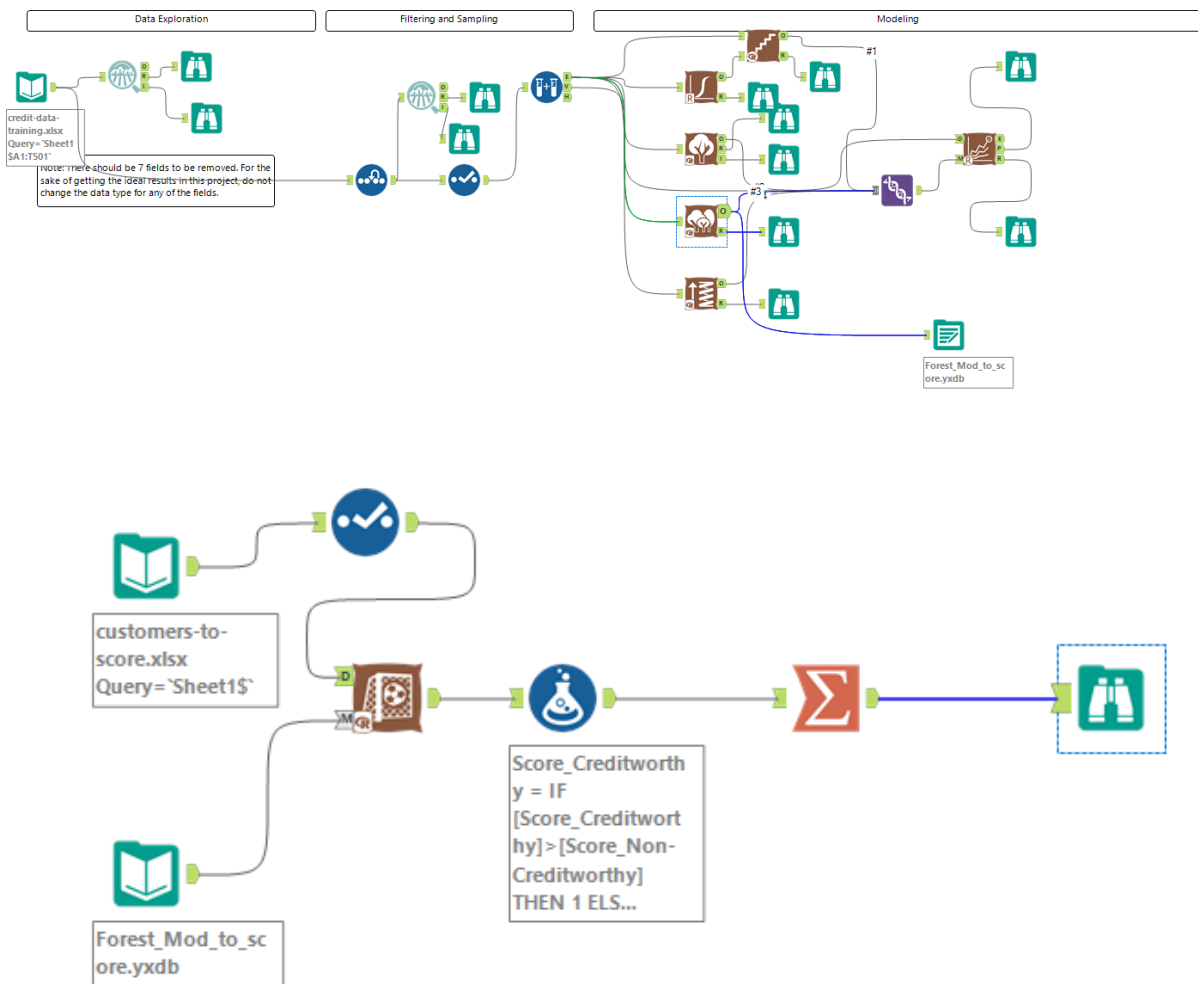 Data Exploration
Filtering and Sampling
Modeling
#1
credit-data-
training.xlsx
Query=`Sheet1
$A1:T501`
Note: There should be 7 fields to be removed. For the
sake of getting the ideal results in this project, do not
change the data type for any of the fields.
#3
Forest_Mod_to_sc
ore.yxdb
customers-to-
score.xlsx
Query=`Sheet1$`
D
M
R
Score_Creditworth
y = IF
[Score_Creditwort
hy]>[Score_Non-
Creditworthy]
THEN 1 ELS...
Forest_Mod_to_sc
ore.yxdb